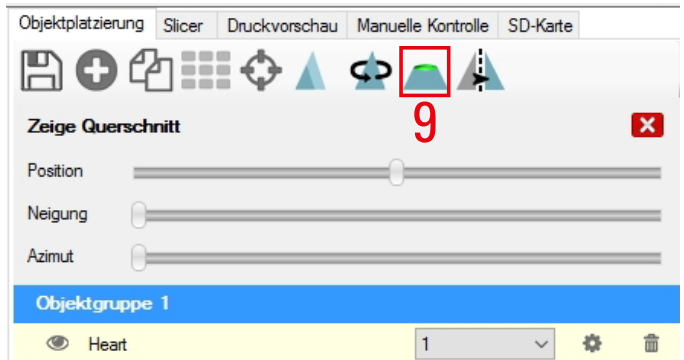 Objektplatzierung Slicer Druckvorschau Manuelle Kontrolle SD-Karte
9
Zeige Querschnitt
Position
Neigung
Azimut
Objektgruppe 1
Heart 1